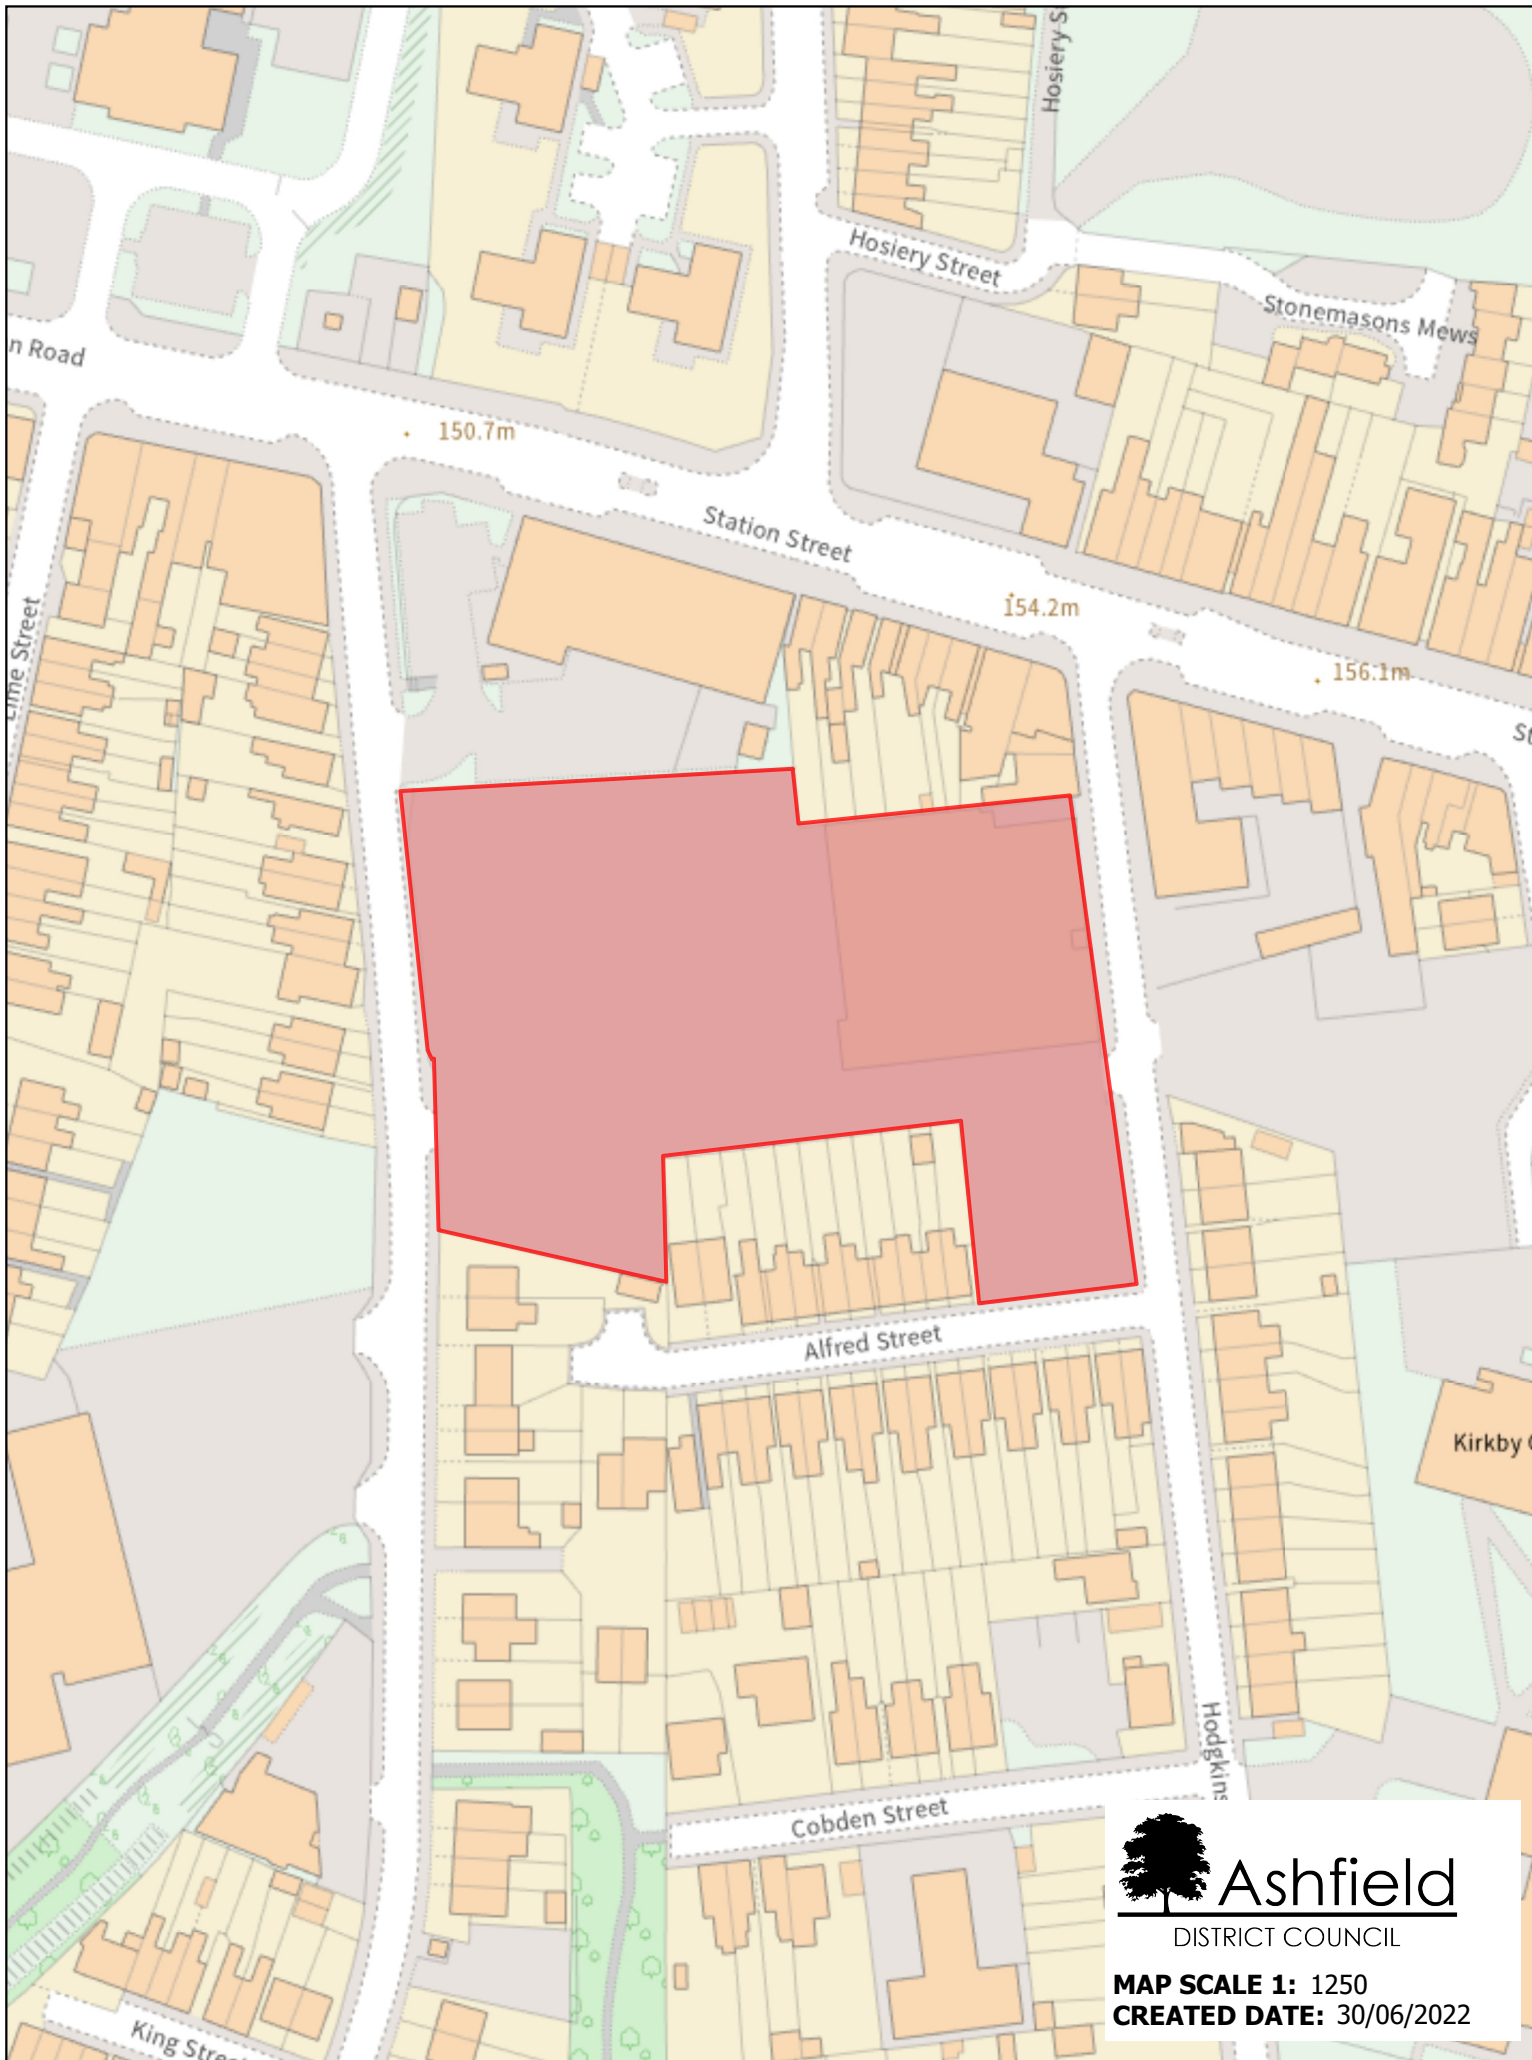 Hosiery S
Hosiery Street
Stonemasons Mews
n Road
150.7m
Station Street
154.2m
156.1m
St
Lime Street
Alfred Street
Kirkby
Hodgkins
Cobden Street
King Stree
Ashfield
DISTRICT COUNCIL
MAP SCALE 1: 1250
CREATED DATE: 30/06/2022